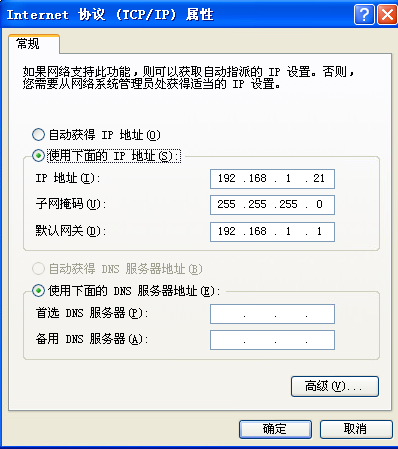 Internet 协议 (TCP/IP) 属性
常规
如果网络支持此功能，则可以获取自动指派的 IP 设置。否则，
您需要从网络系统管理员处获得适当的 IP 设置。
自动获得 IP 地址(O)
使用下面的 IP 地址(S):
IP 地址(I): 192 .168 . 1 . 21
子网掩码(U): 255 .255 .255 . 0
默认网关(D): 192 .168 . 1 . 1
自动获得 DNS 服务器地址(B)
使用下面的 DNS 服务器地址(E):
首选 DNS 服务器(P): . . .
备用 DNS 服务器(A): . . .
高级(V)...
确定 取消